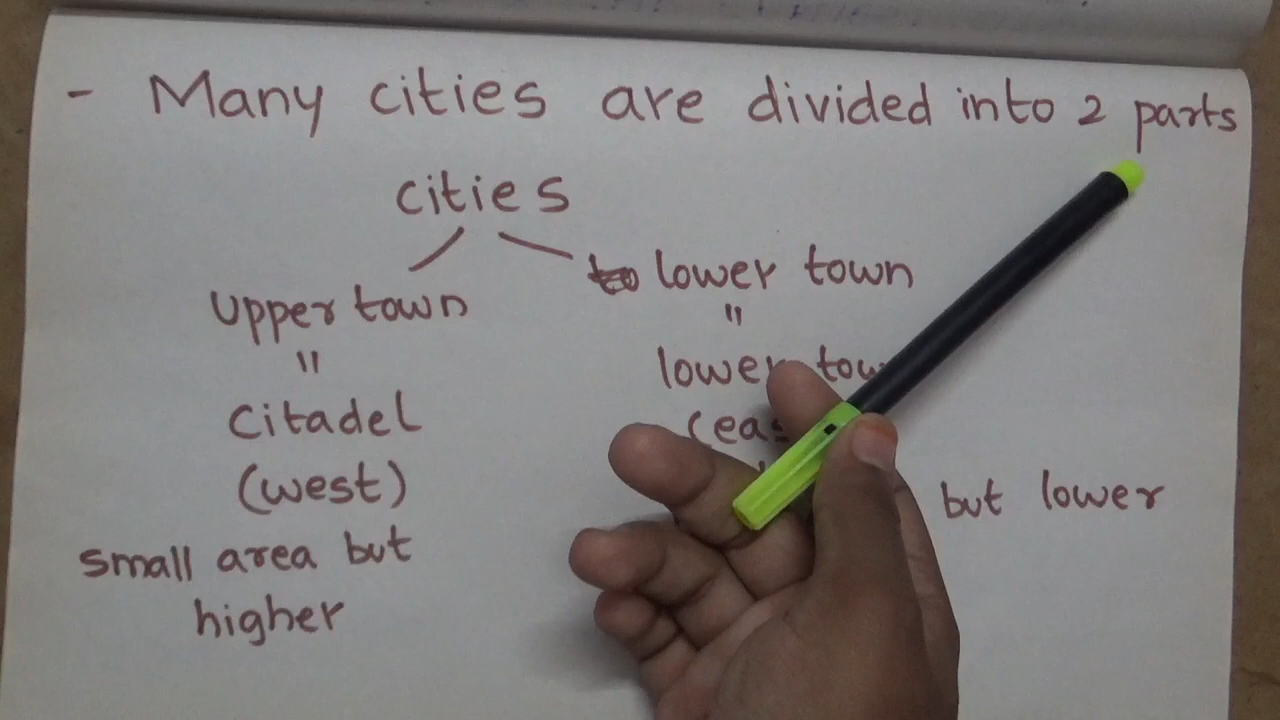 - Many cities are divided into 2 parts
cities
Upper town
lower town
"
"
Citadel
lower
(west)
but lower
small area but
higher